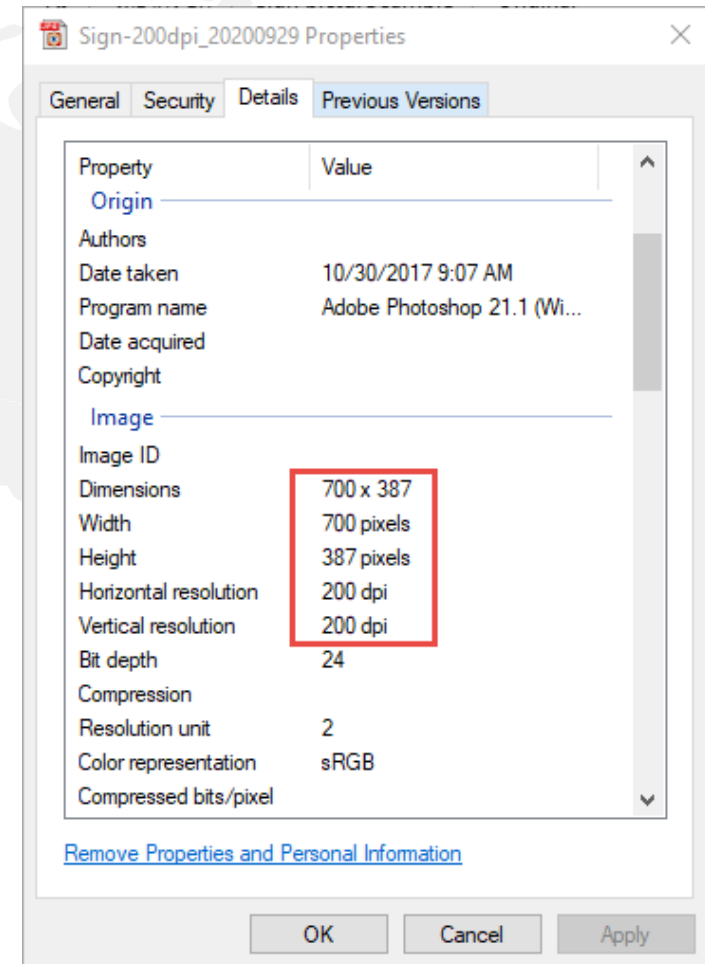 Sign-200dpi_20200929 Properties
General Security Details Previous Versions
Property Value
Origin
Authors
Date taken 10/30/2017 9:07 AM
Program name Adobe Photoshop 21.1 (Wi...
Date acquired
Copyright
Image
Image ID
Dimensions 700 x 387
Width 700 pixels
Height 387 pixels
Horizontal resolution 200 dpi
Vertical resolution 200 dpi
Bit depth 24
Compression
Resolution unit 2
Color representation sRGB
Compressed bits/pixel
Remove Properties and Personal Information
OK Cancel Apply